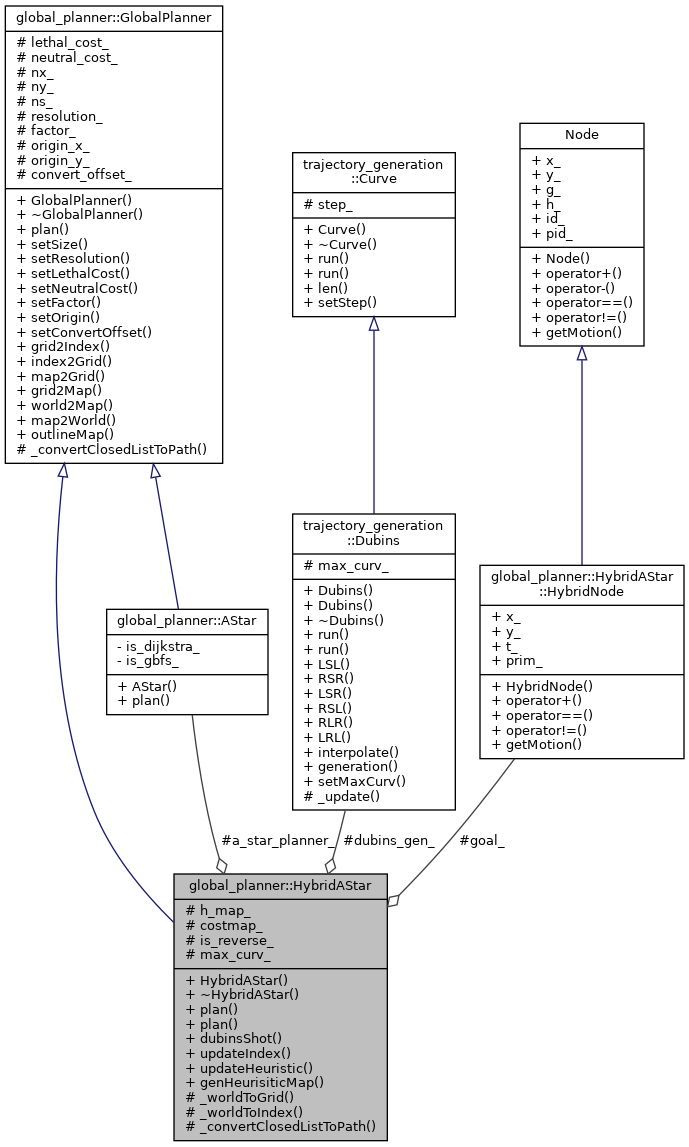 global_planner::GlobalPlanner
# lethal_cost_
# neutral_cost_
# nx_
# ny_
# ns_
# resolution_
# factor_
# origin_x_
# origin_y_
# convert_offset_
+ GlobalPlanner()
+ ~GlobalPlanner()
+ plan()
+ setSize()
+ setResolution()
+ setLethalCost()
+ setNeutralCost()
+ setFactor()
+ setOrigin()
+ setConvertOffset()
+ grid2Index()
+ index2Grid()
+ map2Grid()
+ grid2Map()
+ world2Map()
+ map2World()
+ outlineMap()
# _convertClosedListToPath()
trajectory_generation
::Curve
# step_
+ Curve()
+ ~Curve()
+ run()
+ run()
+ len()
+ setStep()
Node
+ x_
+ y_
+ g_
+ h_
+ id_
+ pid_
+ Node()
+ operator+()
+ operator-()
+ operator==()
+ operator!=()
+ getMotion()
global_planner::AStar
- is_dijkstra_
- is_gbfs_
+ AStar()
+ plan()
trajectory_generation
::Dubins
# max_curv_
+ Dubins()
+ Dubins()
+ ~Dubins()
+ run()
+ run()
+ LSL()
+ RSR()
+ LSR()
+ RSL()
+ RLR()
+ LRL()
+ interpolate()
+ generation()
+ setMaxCurv()
# _update()
global_planner::HybridAStar
::HybridNode
+ x_
+ y_
+ t_
+ prim_
+ HybridNode()
+ operator+()
+ operator==()
+ operator!=()
+ getMotion()
#a_star_planner_
#dubins_gen_
#goal_
global_planner::HybridAStar
# h_map_
# costmap_
# is_reverse_
# max_curv_
+ HybridAStar()
+ ~HybridAStar()
+ plan()
+ plan()
+ dubinsShot()
+ updateIndex()
+ updateHeuristic()
+ genHeurisiticMap()
# _worldToGrid()
# _worldToIndex()
# _convertClosedListToPath()